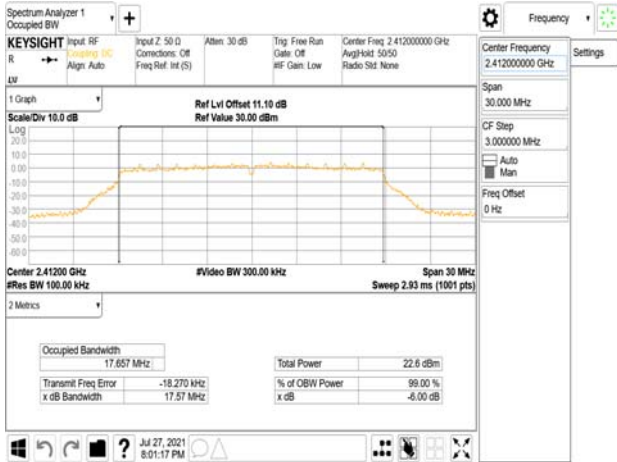 Spectrum Analyzer 1
Occupied BW
+
Frequency
KEYSIGHT
R
Input: RF
Coupling: DC
Align: Auto
Input Z: 50 Ω
Corrections: Off
Freq Ref: Int (S)
Atten: 30 dB
Trig: Free Run
Gate: Off
#IF Gain: Low
Center Freq: 2.412000000 GHz
Avg|Hold: 50/50
Radio Std: None
Center Frequency
2.412000000 GHz
Settings
Span
30.000 MHz
CF Step
3.000000 MHz
Auto
Man
Freq Offset
0 Hz
1 Graph
Scale/Div 10.0 dB
Ref Lvl Offset 11.10 dB
Ref Value 30.00 dBm
Log
20.0
10.0
0.00
-10.0
-20.0
-30.0
-40.0
-50.0
-60.0
Center 2.41200 GHz
#Res BW 100.00 kHz
#Video BW 300.00 kHz
Span 30 MHz
Sweep 2.93 ms (1001 pts)
2 Metrics
Occupied Bandwidth
17.657 MHz
Total Power 22.6 dBm
Transmit Freq Error -18.270 kHz
% of OBW Power 99.00 %
x dB Bandwidth 17.57 MHz
x dB -6.00 dB
?
Jul 27, 2021
8:01:17 PM